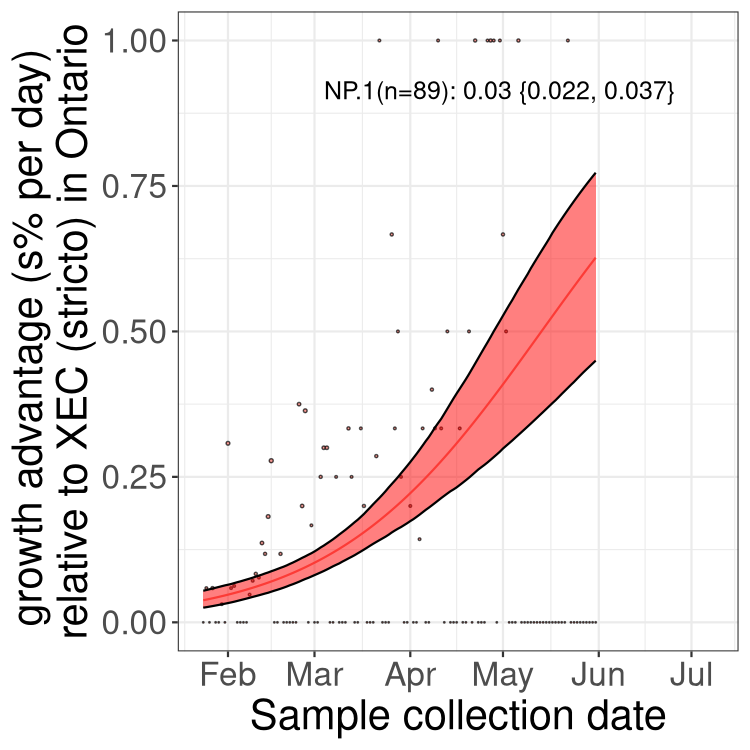 growth advantage (s% per day)
relative to XEC (stricto) in Ontario
1.00
0.75
0.50
0.25
0.00
NP.1(n=89): 0.03 {0.022, 0.037}
Feb Mar Apr May Jun Jul
Sample collection date